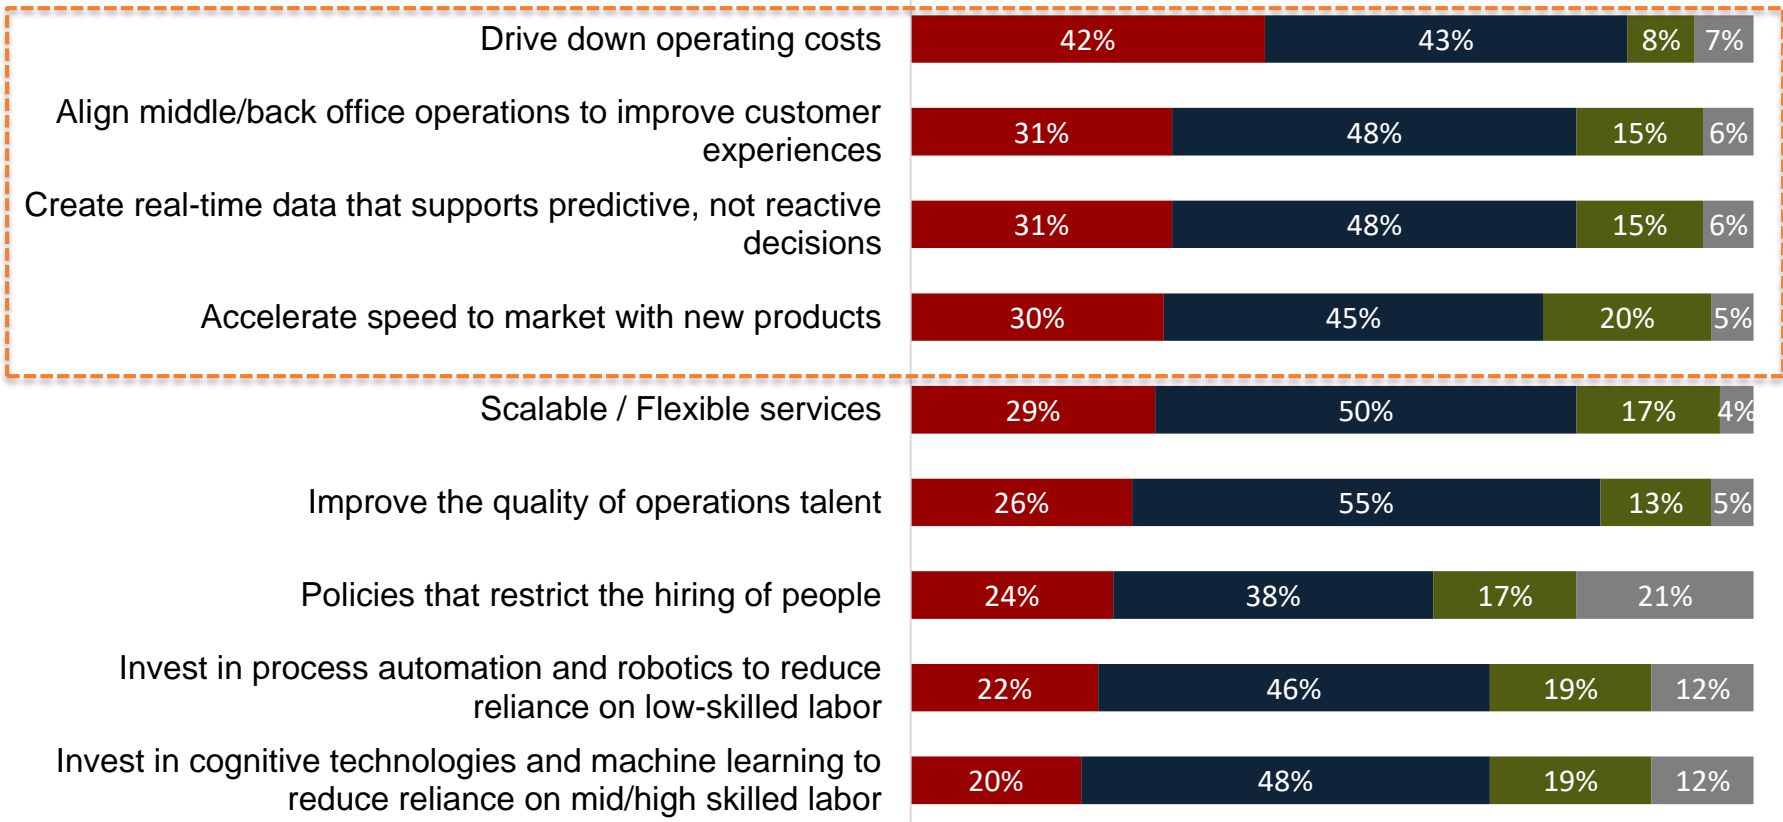 Drive down operating costs
42% 43% 8% 7%
Align middle/back office operations to improve customer
experiences
31% 48% 15% 6%
Create real-time data that supports predictive, not reactive
decisions
31% 48% 15% 6%
Accelerate speed to market with new products
30% 45% 20% 5%
Scalable / Flexible services
29% 50% 17% 4%
Improve the quality of operations talent
26% 55% 13% 5%
Policies that restrict the hiring of people
24% 38% 17% 21%
Invest in process automation and robotics to reduce
reliance on low-skilled labor
22% 46% 19% 12%
Invest in cognitive technologies and machine learning to
reduce reliance on mid/high skilled labor
20% 48% 19% 12%